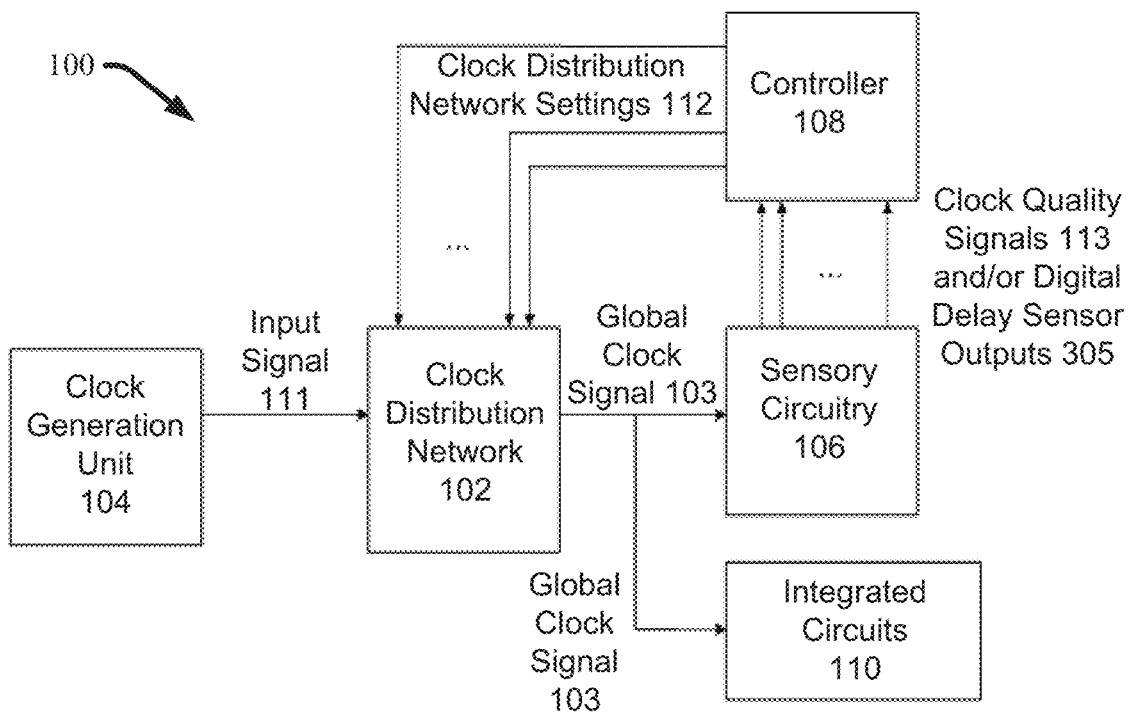 100
Clock Distribution
Network Settings 112
Controller
108
Clock Quality
Signals 113
and/or Digital
Delay Sensor
Outputs 305
...
...
Input
Signal
111
Global
Clock
Signal 103
Clock
Generation
Unit
104
Clock
Distribution
Network
102
Sensory
Circuitry
106
Global
Clock
Signal
103
Integrated
Circuits
110